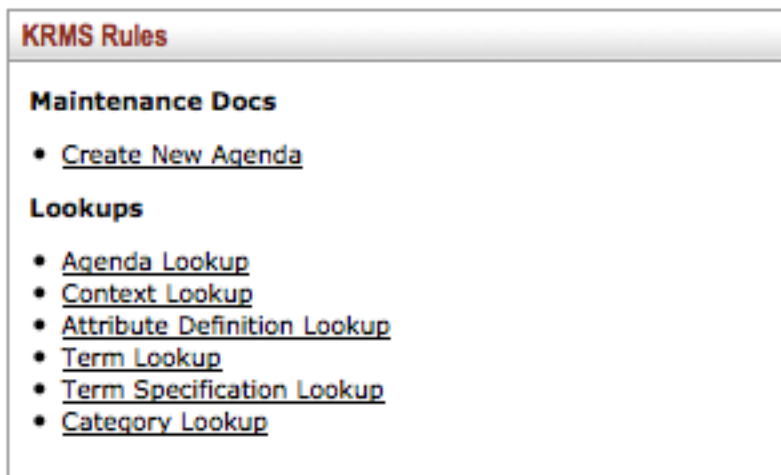 KRMS Rules
Maintenance Docs
• Create New Agenda
Lookups
• Agenda Lookup
• Context Lookup
• Attribute Definition Lookup
• Term Lookup
• Term Specification Lookup
• Category Lookup